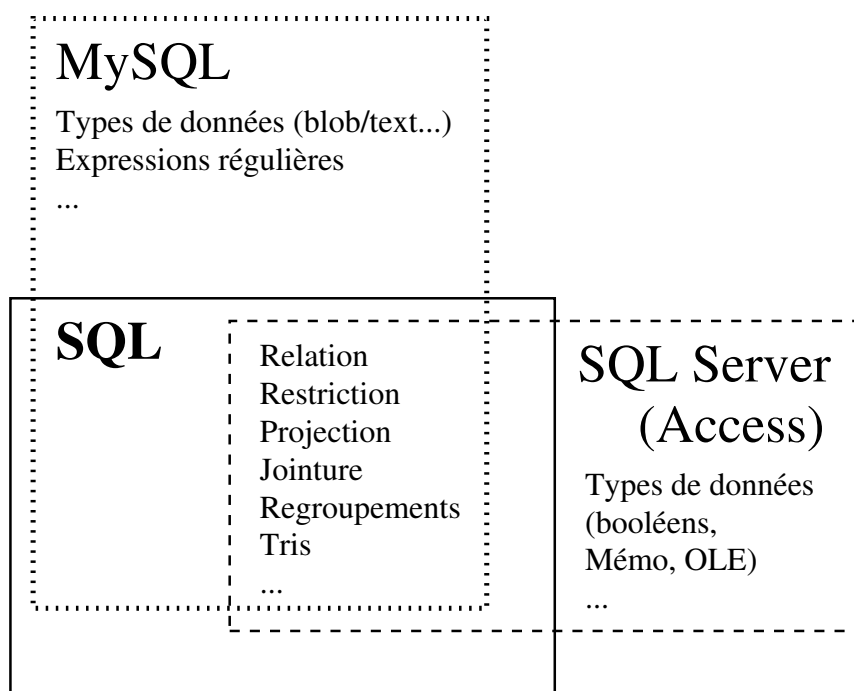 MySQL
Types de données (blob/text...)
Expressions régulières
...
SQL
Relation
Restriction
Projection
Jointure
Regroupements
Tris
...
SQL Server
(Access)
Types de données
(booléens,
Mémo, OLE)
...